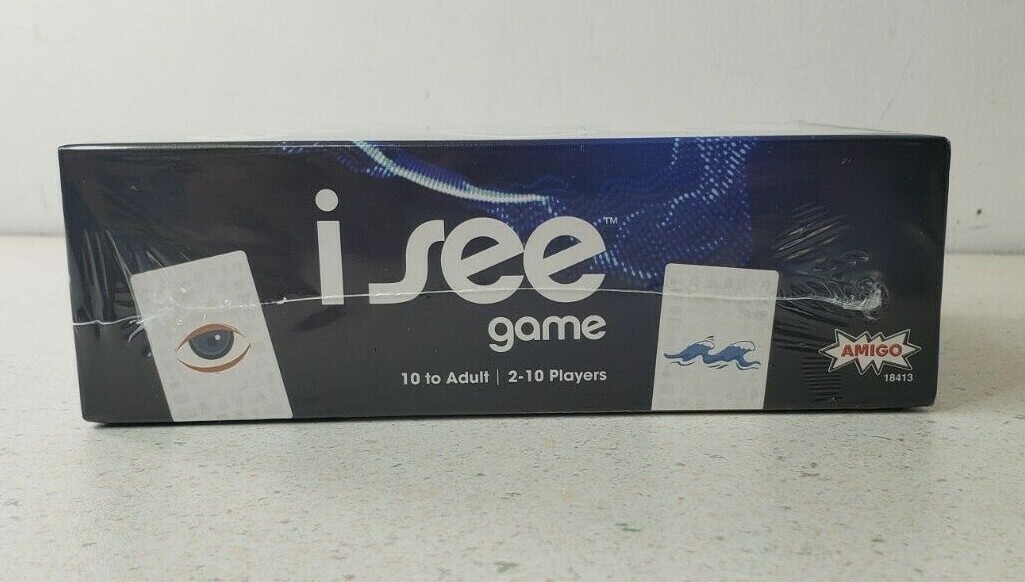 i see™
game
10 to Adult | 2-10 Players
AMIGO
18413